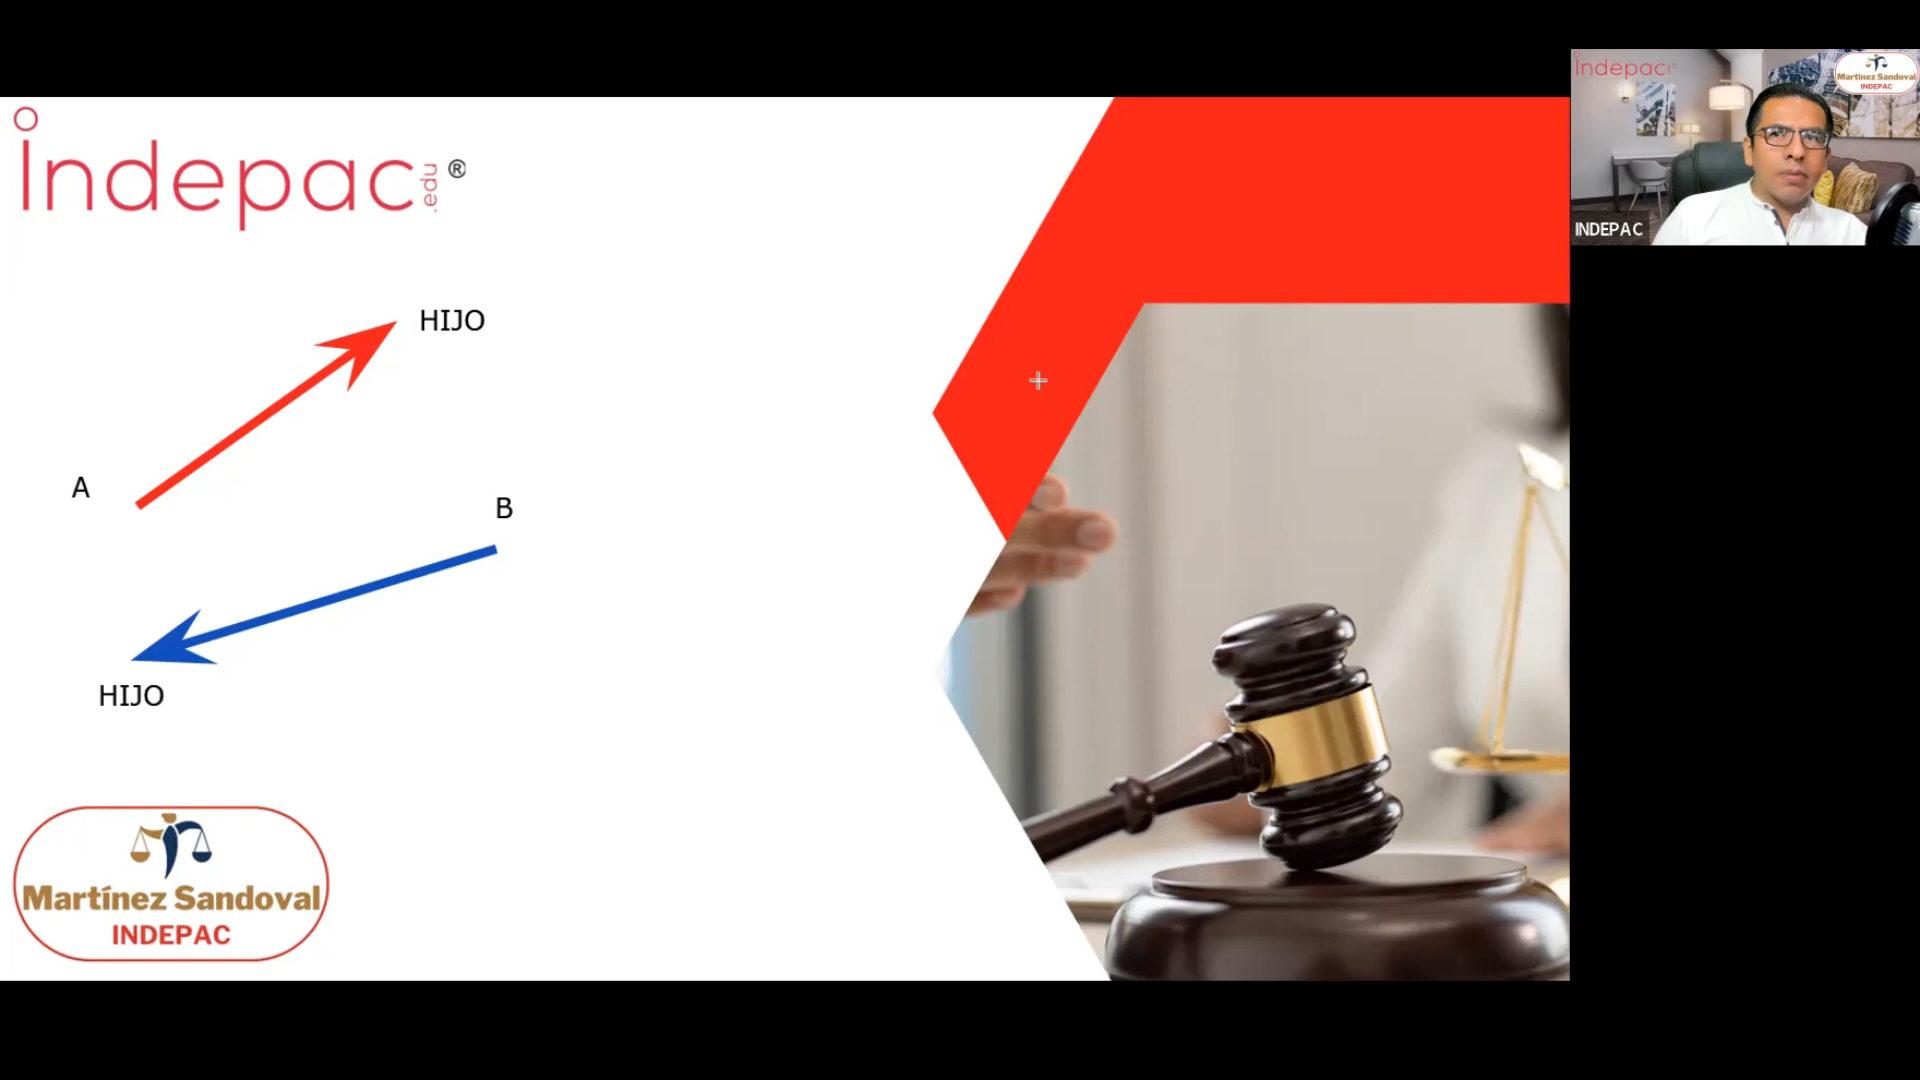 indepac .edu ®
HIJO
A
B
HIJO
Martínez Sandoval
INDEPAC
indepac
Martínez Sandoval
INDEPAC
INDEPAC